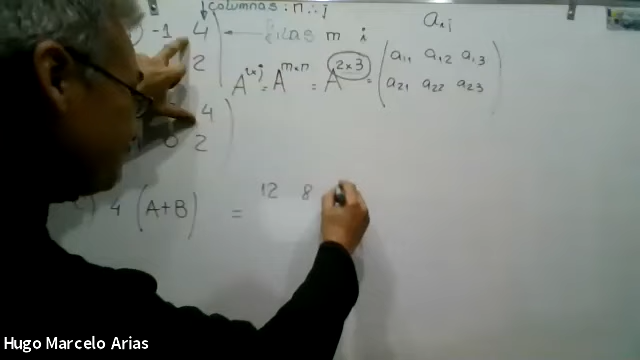 columnas : n : j
-1 4
filas m i
a i j
2
A^{i×j} = A^{m×n} = A^{2×3} = ( a11 a12 a13
a21 a22 a23 )
4
0 2
c) 4 (A+B) = 12 8
Hugo Marcelo Arias